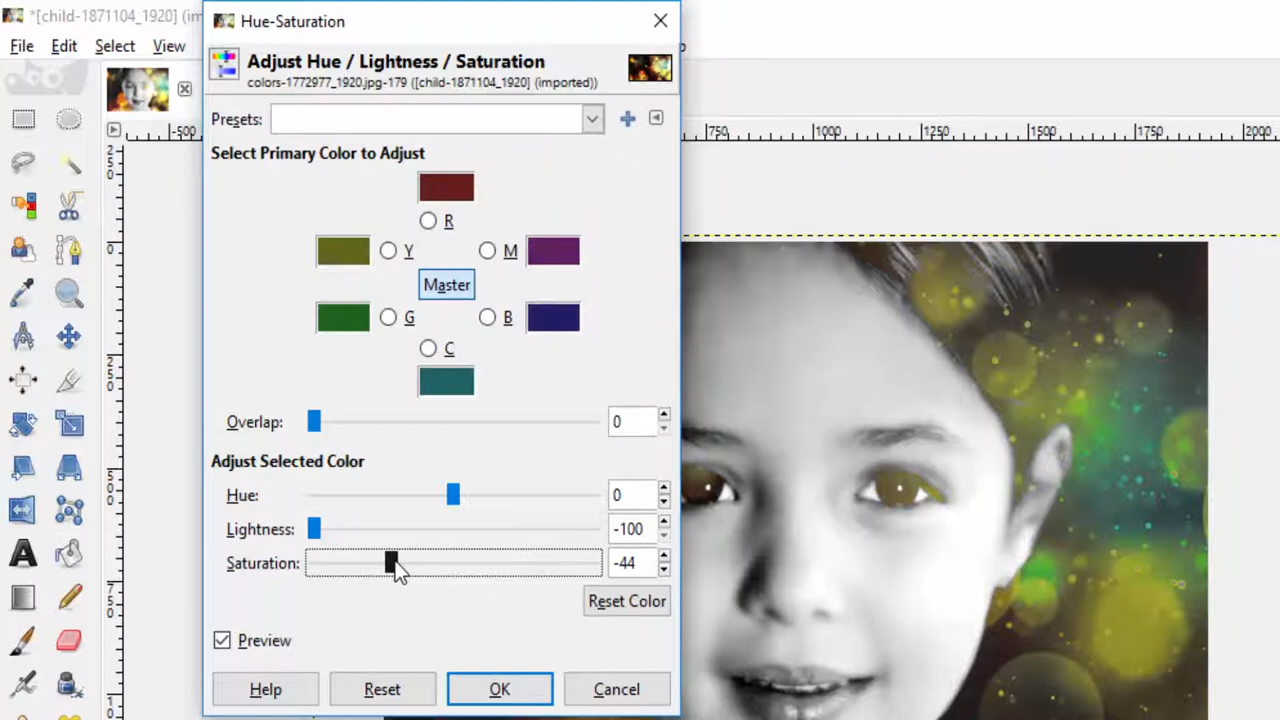 *[child-1871104_1920] (im
Hue-Saturation
File Edit Select View
Adjust Hue / Lightness / Saturation
colors-1772977_1920.jpg-179 ([child-1871104_1920] (imported))
Presets:
-500 750 1000 1250 1500 1750 2000
Select Primary Color to Adjust
R
Y M
Master
G B
C
Overlap: 0
Adjust Selected Color
Hue: 0
Lightness: -100
Saturation: -44
Reset Color
Preview
Help Reset OK Cancel